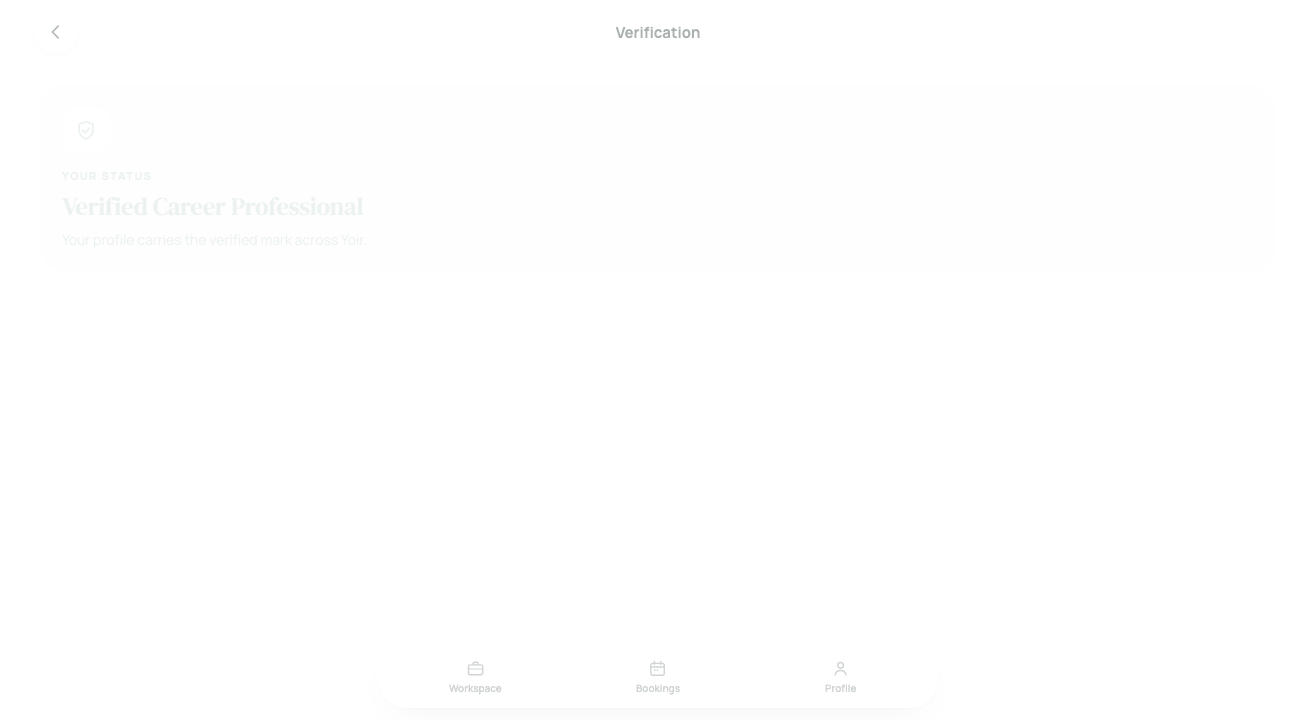 Verification
YOUR STATUS
Verified Career Professional
Your profile carries the verified mark across Yoir.
Workspace
Bookings
Profile